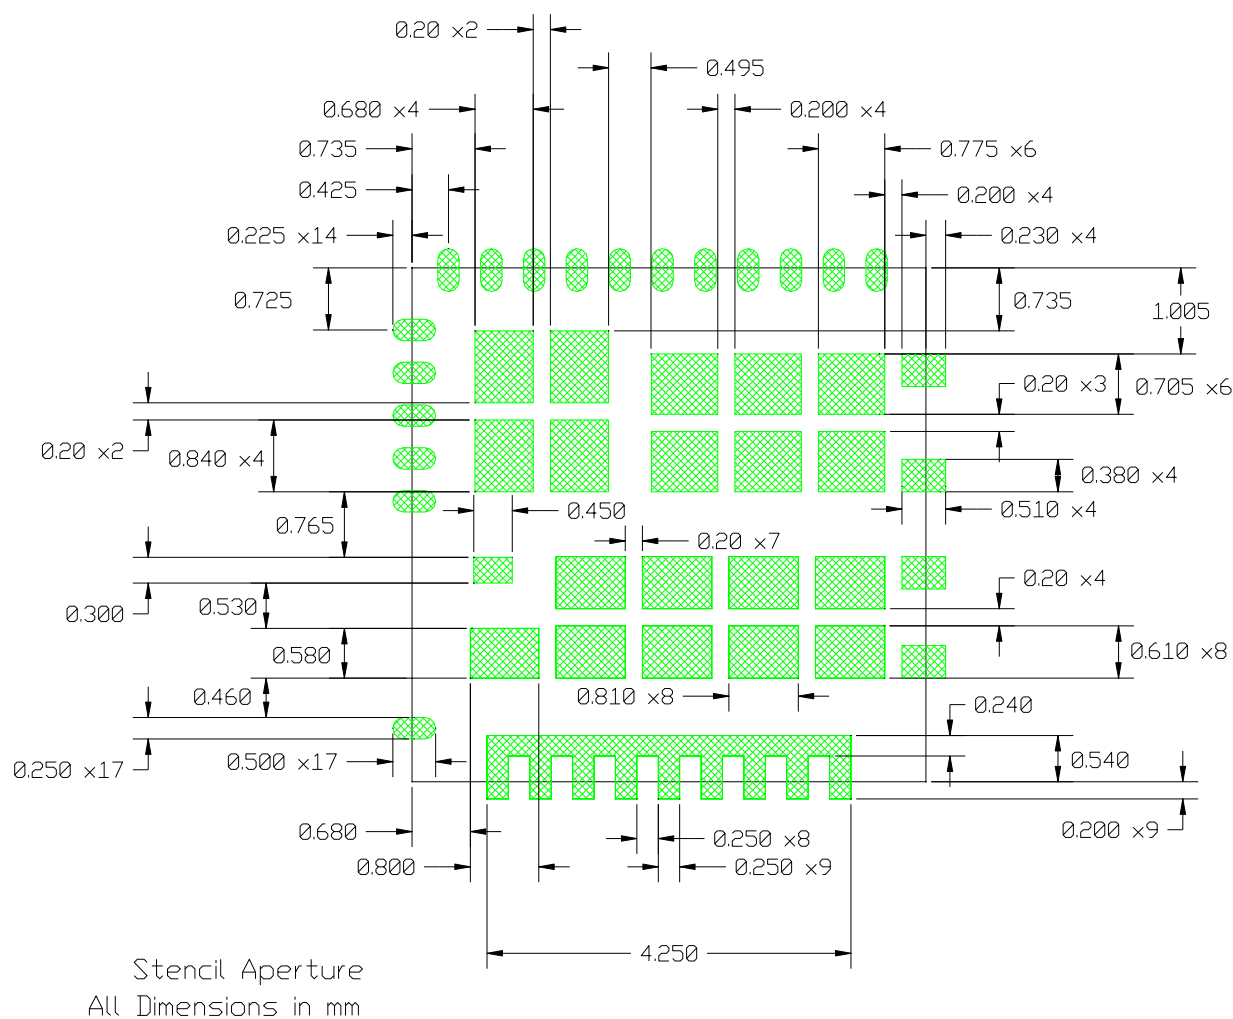 0.20 x2
0.495
0.680 x4
0.200 x4
0.735
0.775 x6
0.425
0.200 x4
0.225 x14
0.230 x4
0.725
0.735
1.005
0.20 x3
0.705 x6
0.20 x2
0.840 x4
0.380 x4
0.765
0.450
0.510 x4
0.20 x7
0.20 x4
0.300
0.530
0.580
0.610 x8
0.460
0.810 x8
0.240
0.250 x17
0.500 x17
0.540
0.680
0.250 x8
0.200 x9
0.800
0.250 x9
4.250
Stencil Aperture
All Dimensions in mm